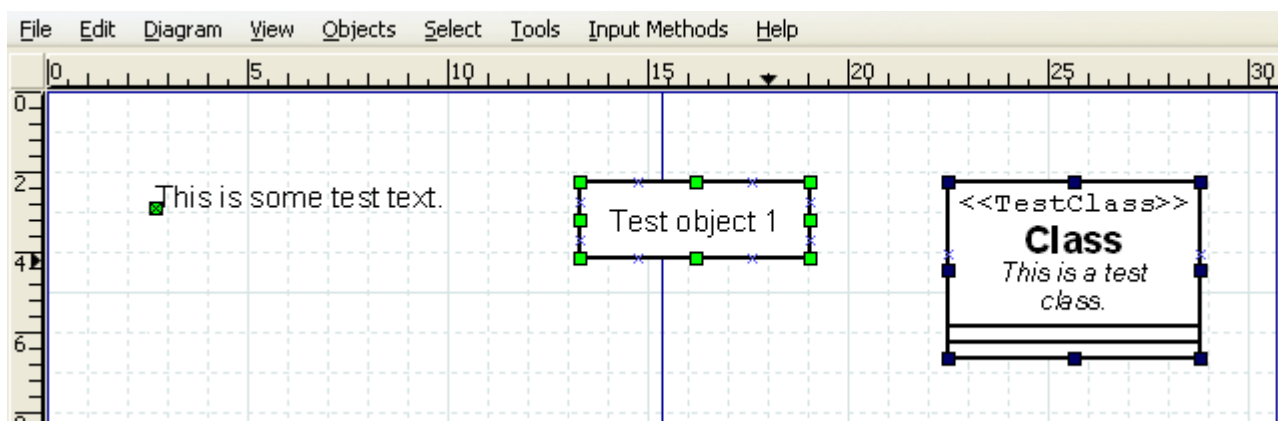 File Edit Diagram View Objects Select Tools Input Methods Help
0 5 10 15 20 25 30
0
2
This is some test text.
Test object 1
<<TestClass>>
Class
4
This is a test
class.
6